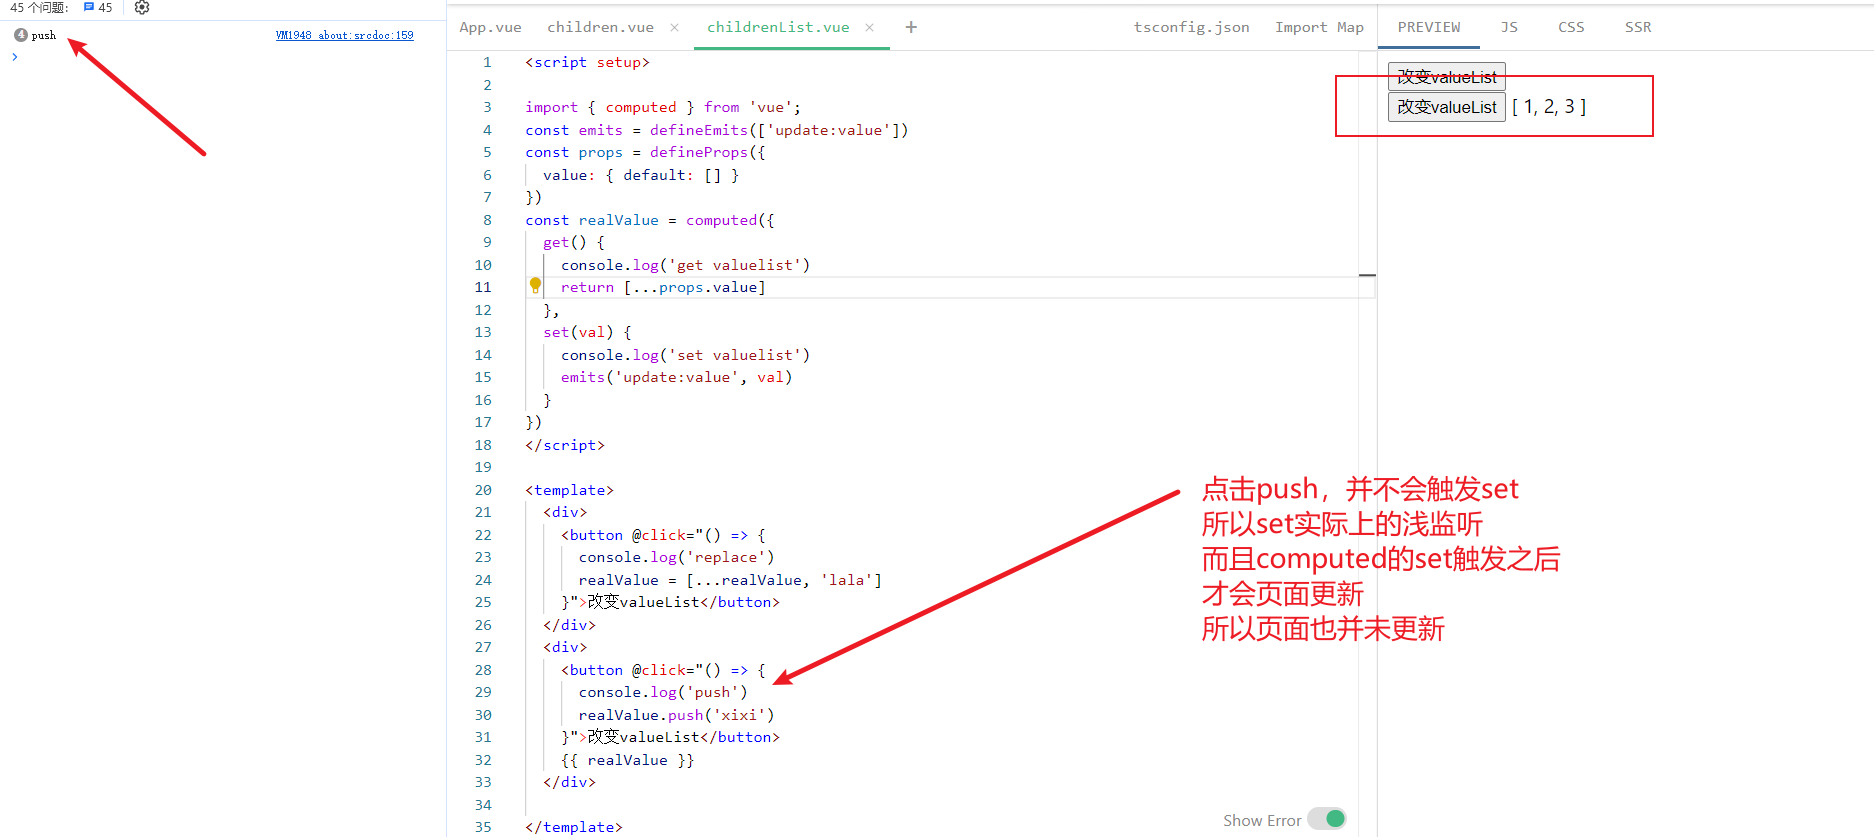 45 个问题: 45
4 push VM1948 about:srcdoc:159
>
App.vue children.vue × childrenList.vue × + tsconfig.json Import Map
1 <script setup>
2
3 import { computed } from 'vue';
4 const emits = defineEmits(['update:value'])
5 const props = defineProps({
6 value: { default: [] }
7 })
8 const realValue = computed({
9 get() {
10 console.log('get valuelist')
11 return [...props.value]
12 },
13 set(val) {
14 console.log('set valuelist')
15 emits('update:value', val)
16 }
17 })
18 </script>
19
20 <template>
21 <div>
22 <button @click="() => {
23 console.log('replace')
24 realValue = [...realValue, 'lala']
25 }">改变valueList</button>
26 </div>
27 <div>
28 <button @click="() => {
29 console.log('push')
30 realValue.push('xixi')
31 }">改变valueList</button>
32 {{ realValue }}
33 </div>
34
35 </template>
点击push，并不会触发set
所以set实际上的浅监听
而且computed的set触发之后
才会页面更新
所以页面也并未更新
Show Error
PREVIEW JS CSS SSR
改变valueList
改变valueList [ 1, 2, 3 ]